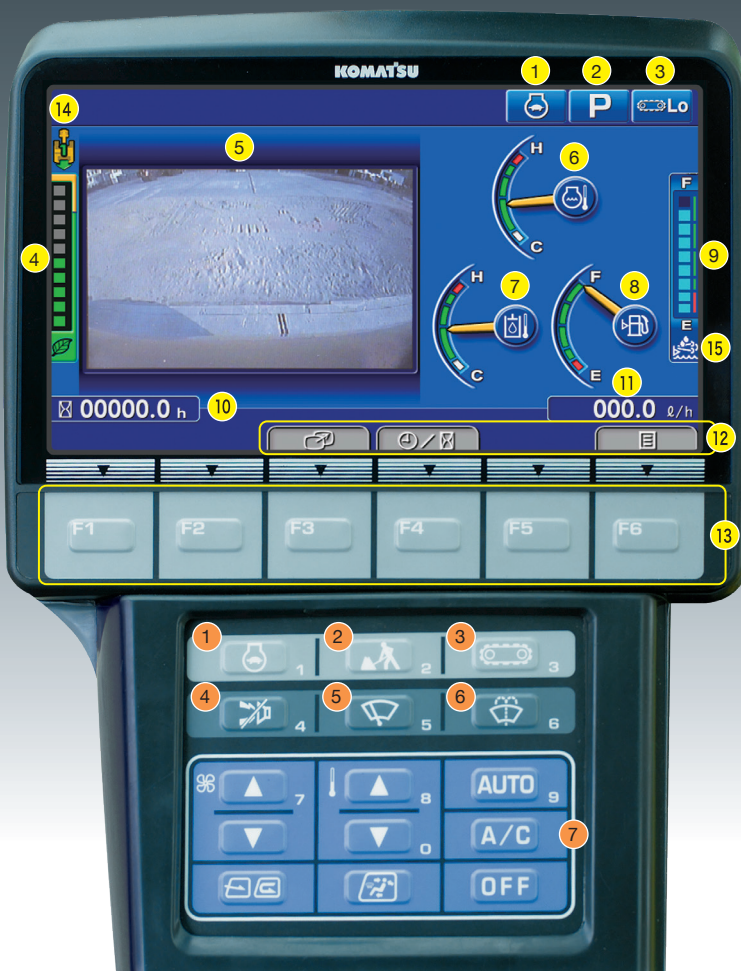 KOMATSU
1 2 3
P Lo
14
1
5
H
6
F
4
C
9
H
7
F
8
E
15
C
E
11
00000.0 h 10 000.0 ℓ/h
12
F1 F2 F3 F4 F5 F6 13
1 1 2 2 3 3
4 4 5 5 6 6
7 8 AUTO 9
0 A/C 7
OFF